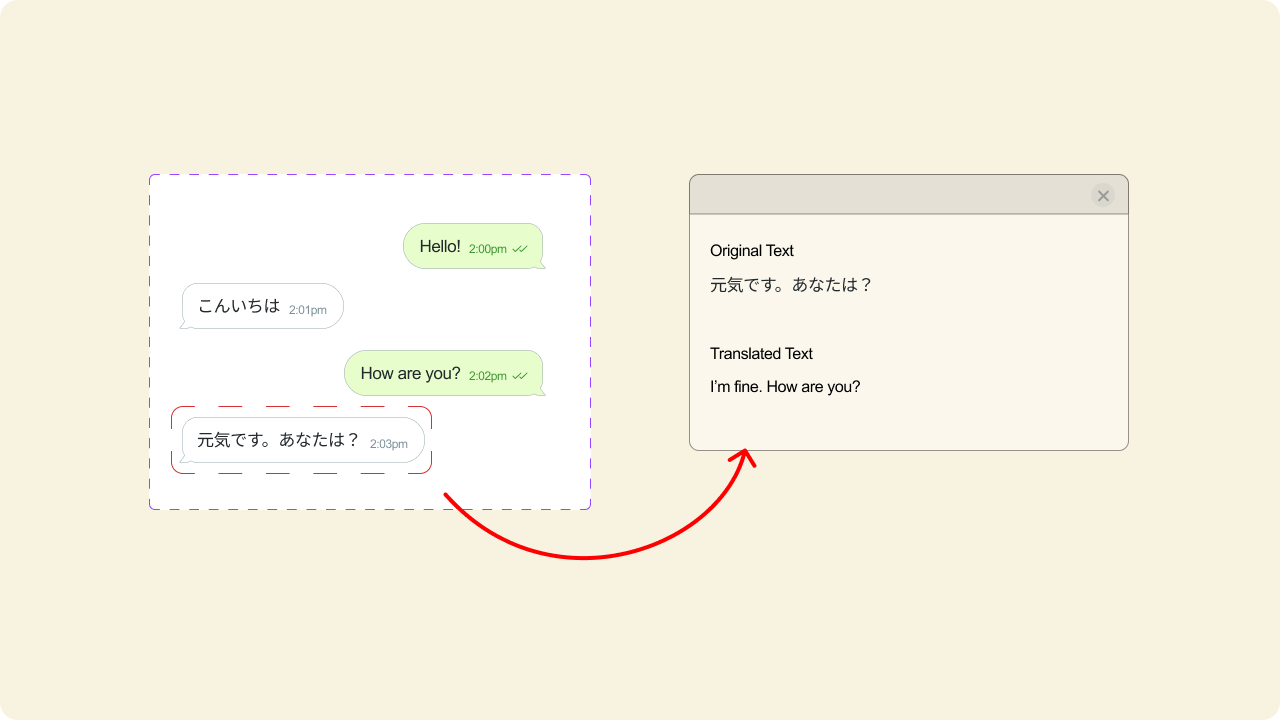 Hello! 2:00pm
こんいちは 2:01pm
How are you? 2:02pm
元気です。あなたは？ 2:03pm
Original Text
元気です。あなたは？
Translated Text
I’m fine. How are you?